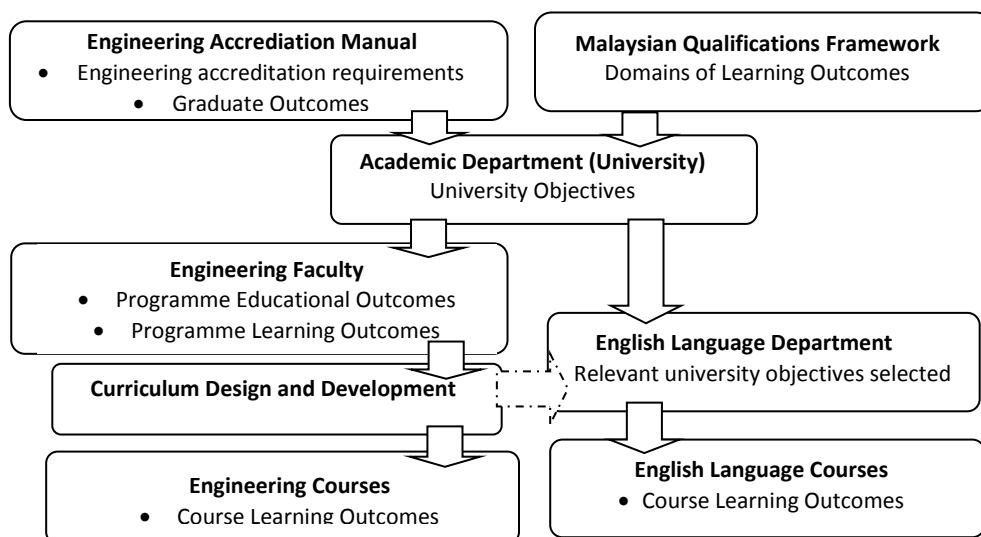 Engineering Accrediation Manual
• Engineering accreditation requirements
• Graduate Outcomes
Malaysian Qualifications Framework
Domains of Learning Outcomes
Academic Department (University)
University Objectives
Engineering Faculty
• Programme Educational Outcomes
• Programme Learning Outcomes
English Language Department
Relevant university objectives selected
Curriculum Design and Development
Engineering Courses
• Course Learning Outcomes
English Language Courses
• Course Learning Outcomes